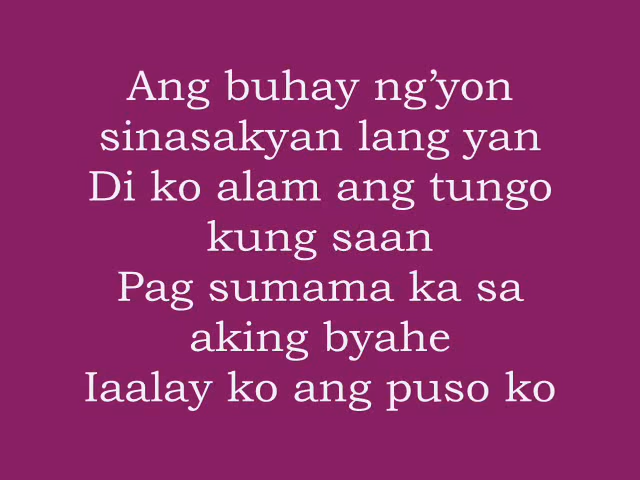 Ang buhay ng’yon
sinasakyan lang yan
Di ko alam ang tungo
kung saan
Pag sumama ka sa
aking byahe
Iaalay ko ang puso ko